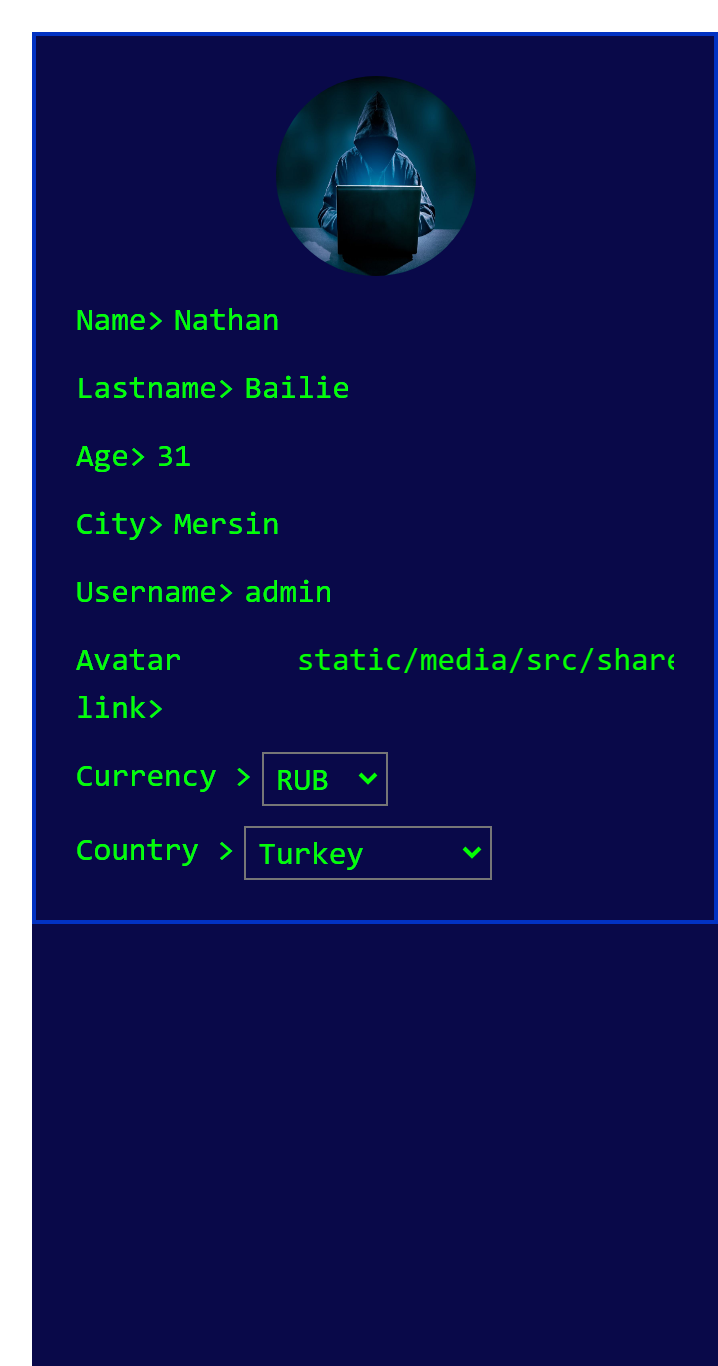 Name> Nathan
Lastname> Bailie
Age> 31
City> Mersin
Username> admin
Avatar link> static/media/src/share
Currency > RUB
Country > Turkey